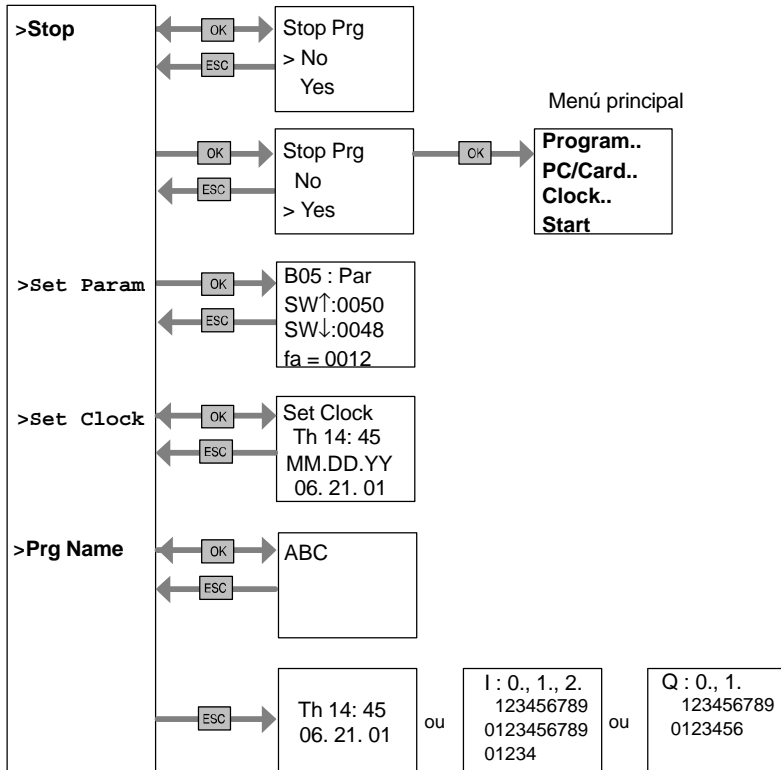 >Stop
OK
ESC
Stop Prg
> No
Yes
Menú principal
OK
ESC
Stop Prg
No
> Yes
OK
Program..
PC/Card..
Clock..
Start
>Set Param
OK
ESC
B05 : Par
SW↑:0050
SW↓:0048
fa = 0012
>Set Clock
OK
ESC
Set Clock
Th 14: 45
MM.DD.YY
06. 21. 01
>Prg Name
OK
ESC
ABC
ESC
Th 14: 45
06. 21. 01
ou
I : 0., 1., 2.
123456789
0123456789
01234
ou
Q : 0., 1.
123456789
0123456